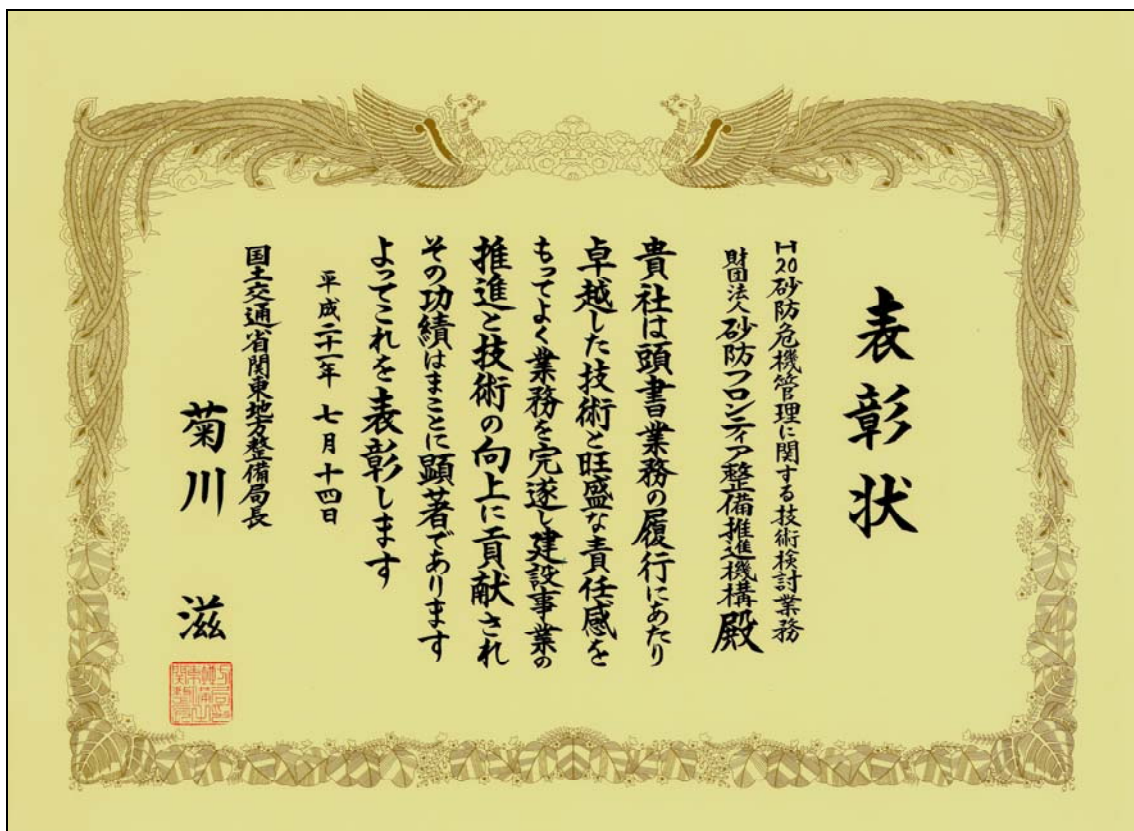 表彰状
H20砂防危機管理に関する技術検討業務
財団法人砂防フロンティア整備推進機構殿
貴社は頭書業務の履行にあたり
卓越した技術と旺盛な責任感を
もってよく業務を完遂し建設事業の
推進と技術の向上に貢献され
その功績はまことに顕著であります
よってこれを表彰します
平成二十一年七月十四日
国土交通省関東地方整備局長
菊川滋